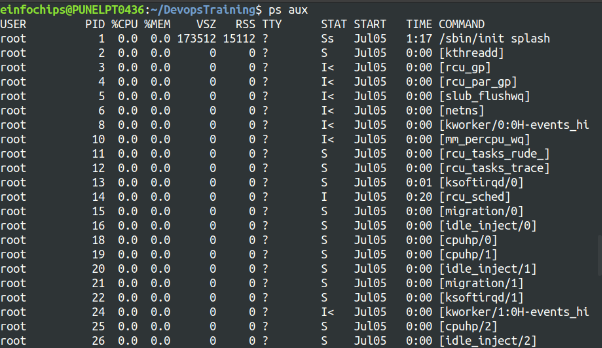 einfochips@PUNELPT0436:~/DevopsTraining$ ps aux
USER PID %CPU %MEM VSZ RSS TTY STAT START TIME COMMAND
root 1 0.0 0.0 173512 15112 ? Ss Jul05 1:17 /sbin/init splash
root 2 0.0 0.0 0 0 ? S Jul05 0:00 [kthreadd]
root 3 0.0 0.0 0 0 ? I< Jul05 0:00 [rcu_gp]
root 4 0.0 0.0 0 0 ? I< Jul05 0:00 [rcu_par_gp]
root 5 0.0 0.0 0 0 ? I< Jul05 0:00 [slub_flushwq]
root 6 0.0 0.0 0 0 ? I< Jul05 0:00 [netns]
root 8 0.0 0.0 0 0 ? I< Jul05 0:00 [kworker/0:0H-events_hi
root 10 0.0 0.0 0 0 ? I< Jul05 0:00 [mm_percpu_wq]
root 11 0.0 0.0 0 0 ? S Jul05 0:00 [rcu_tasks_rude_]
root 12 0.0 0.0 0 0 ? S Jul05 0:00 [rcu_tasks_trace]
root 13 0.0 0.0 0 0 ? S Jul05 0:01 [ksoftirqd/0]
root 14 0.0 0.0 0 0 ? I Jul05 0:20 [rcu_sched]
root 15 0.0 0.0 0 0 ? S Jul05 0:00 [migration/0]
root 16 0.0 0.0 0 0 ? S Jul05 0:00 [idle_inject/0]
root 18 0.0 0.0 0 0 ? S Jul05 0:00 [cpuhp/0]
root 19 0.0 0.0 0 0 ? S Jul05 0:00 [cpuhp/1]
root 20 0.0 0.0 0 0 ? S Jul05 0:00 [idle_inject/1]
root 21 0.0 0.0 0 0 ? S Jul05 0:00 [migration/1]
root 22 0.0 0.0 0 0 ? S Jul05 0:00 [ksoftirqd/1]
root 24 0.0 0.0 0 0 ? I< Jul05 0:00 [kworker/1:0H-events_hi
root 25 0.0 0.0 0 0 ? S Jul05 0:00 [cpuhp/2]
root 26 0.0 0.0 0 0 ? S Jul05 0:00 [idle_inject/2]